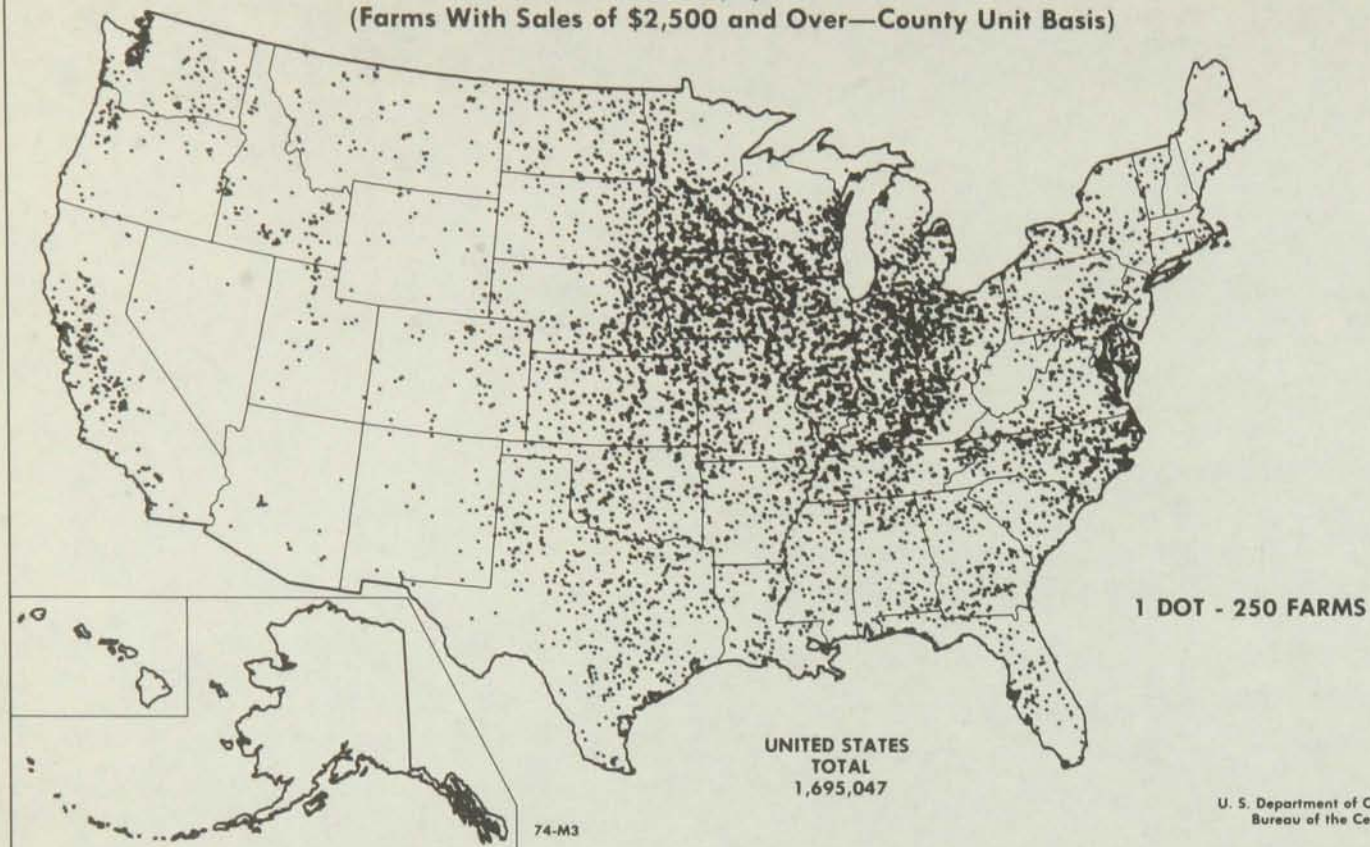 (Farms With Sales of $2,500 and Over—County Unit Basis)
1 DOT - 250 FARMS
UNITED STATES
TOTAL
1,695,047
74-M3
U. S. Department of
Bureau of the